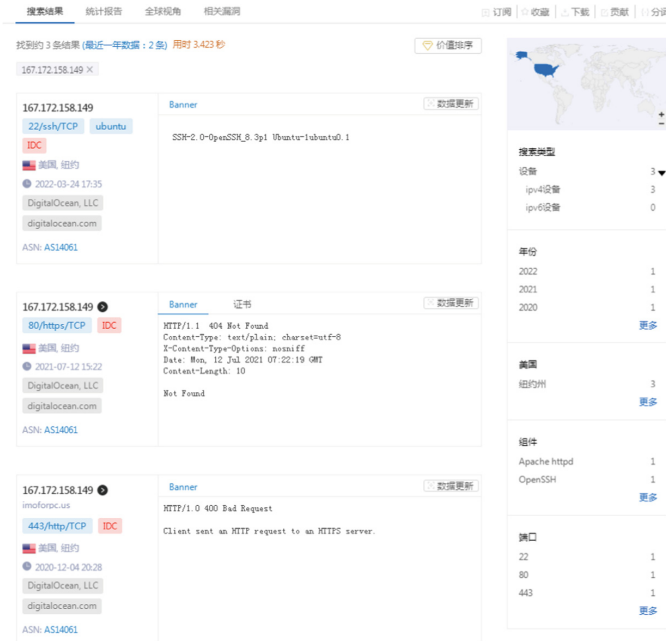 搜索结果 统计报告 全球视角 相关漏洞 订阅 收藏 下载 贡献
找到约 3 条结果 (最近一年数据：2 条) 用时 3.423 秒 价值排序
167.172.158.149 ×
167.172.158.149
22/ssh/TCP ubuntu
IDC
美国, 纽约
2022-03-24 17:35
DigitalOcean, LLC
digitalocean.com
ASN: AS14061
Banner 数据更新
SSH-2.0-OpenSSH_8.3p1 Ubuntu-1ubuntu0.1
167.172.158.149
80/https/TCP IDC
美国, 纽约
2021-07-12 15:22
DigitalOcean, LLC
digitalocean.com
ASN: AS14061
Banner 证书 数据更新
HTTP/1.1 404 Not Found
Content-Type: text/plain; charset=utf-8
X-Content-Type-Options: nosniff
Date: Mon, 12 Jul 2021 07:22:19 GMT
Content-Length: 10
Not Found
167.172.158.149
imoforpc.us
443/http/TCP IDC
美国, 纽约
2020-12-04 20:28
DigitalOcean, LLC
digitalocean.com
ASN: AS14061
Banner 数据更新
HTTP/1.0 400 Bad Request
Client sent an HTTP request to an HTTPS server.
+
−
搜索类型
设备 3
ipv4设备 3
ipv6设备 0
年份
2022 1
2021 1
2020 1
更多
美国
纽约州 3
更多
组件
Apache httpd 1
OpenSSH 1
更多
端口
22 1
80 1
443 1
更多